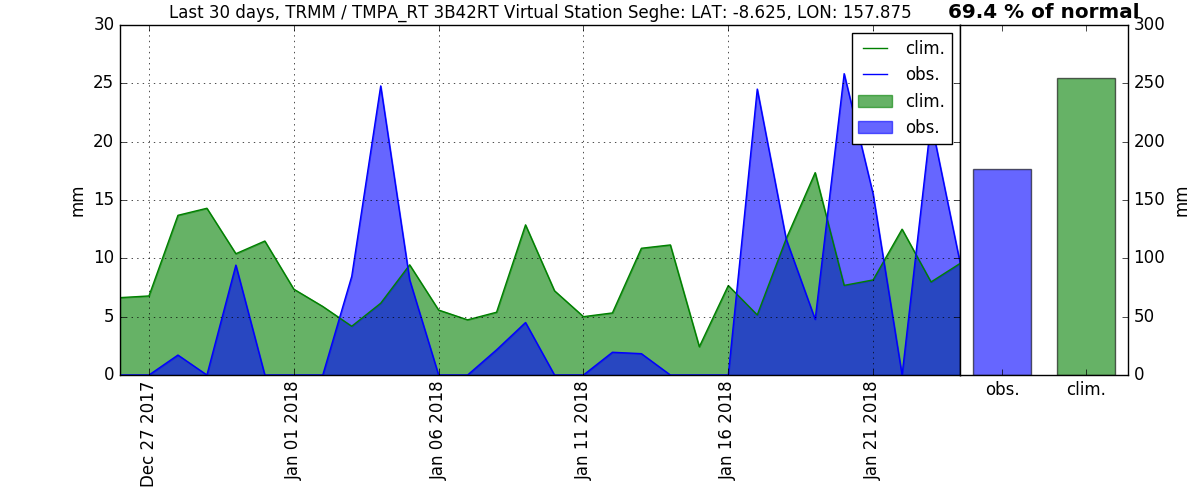 Last 30 days, TRMM / TMPA_RT 3B42RT Virtual Station Seghe: LAT: -8.625, LON: 157.875
69.4 % of normal
30
25
20
15
10
5
0
mm
clim.
obs.
clim.
obs.
Dec 27 2017
Jan 01 2018
Jan 06 2018
Jan 11 2018
Jan 16 2018
Jan 21 2018
300
250
200
150
100
50
0
mm
obs.
clim.